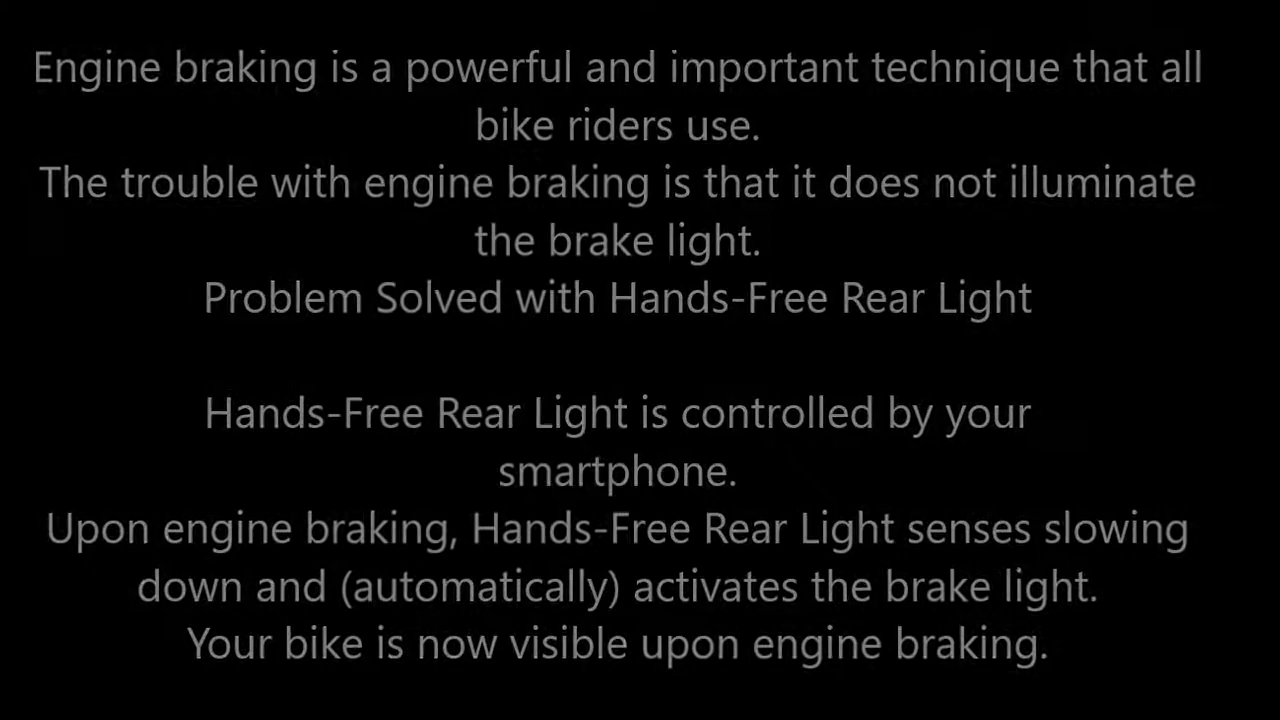 Engine braking is a powerful and important technique that all
bike riders use.
The trouble with engine braking is that it does not illuminate
the brake light.
Problem Solved with Hands-Free Rear Light
Hands-Free Rear Light is controlled by your
smartphone.
Upon engine braking, Hands-Free Rear Light senses slowing
down and (automatically) activates the brake light.
Your bike is now visible upon engine braking.